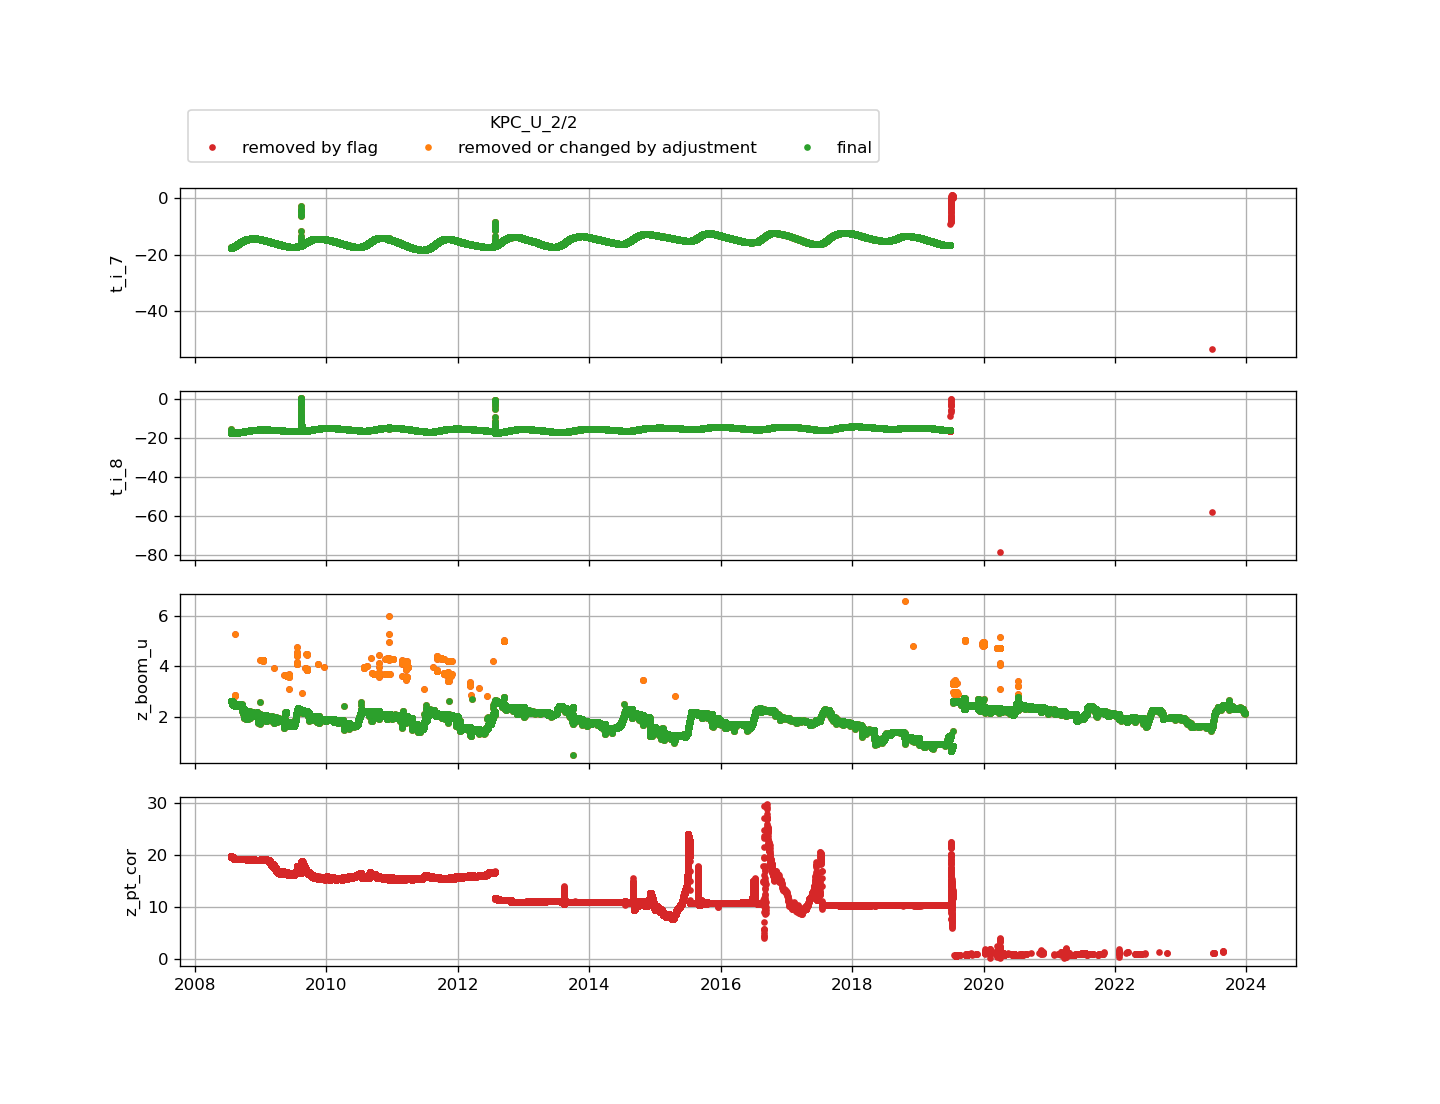 KPC_U_2/2
removed by flag removed or changed by adjustment final
0
−20
−40
t_i_7
0
−20
−40
−60
−80
t_i_8
6
4
2
z_boom_u
30
20
10
0
z_pt_cor
2008 2010 2012 2014 2016 2018 2020 2022 2024